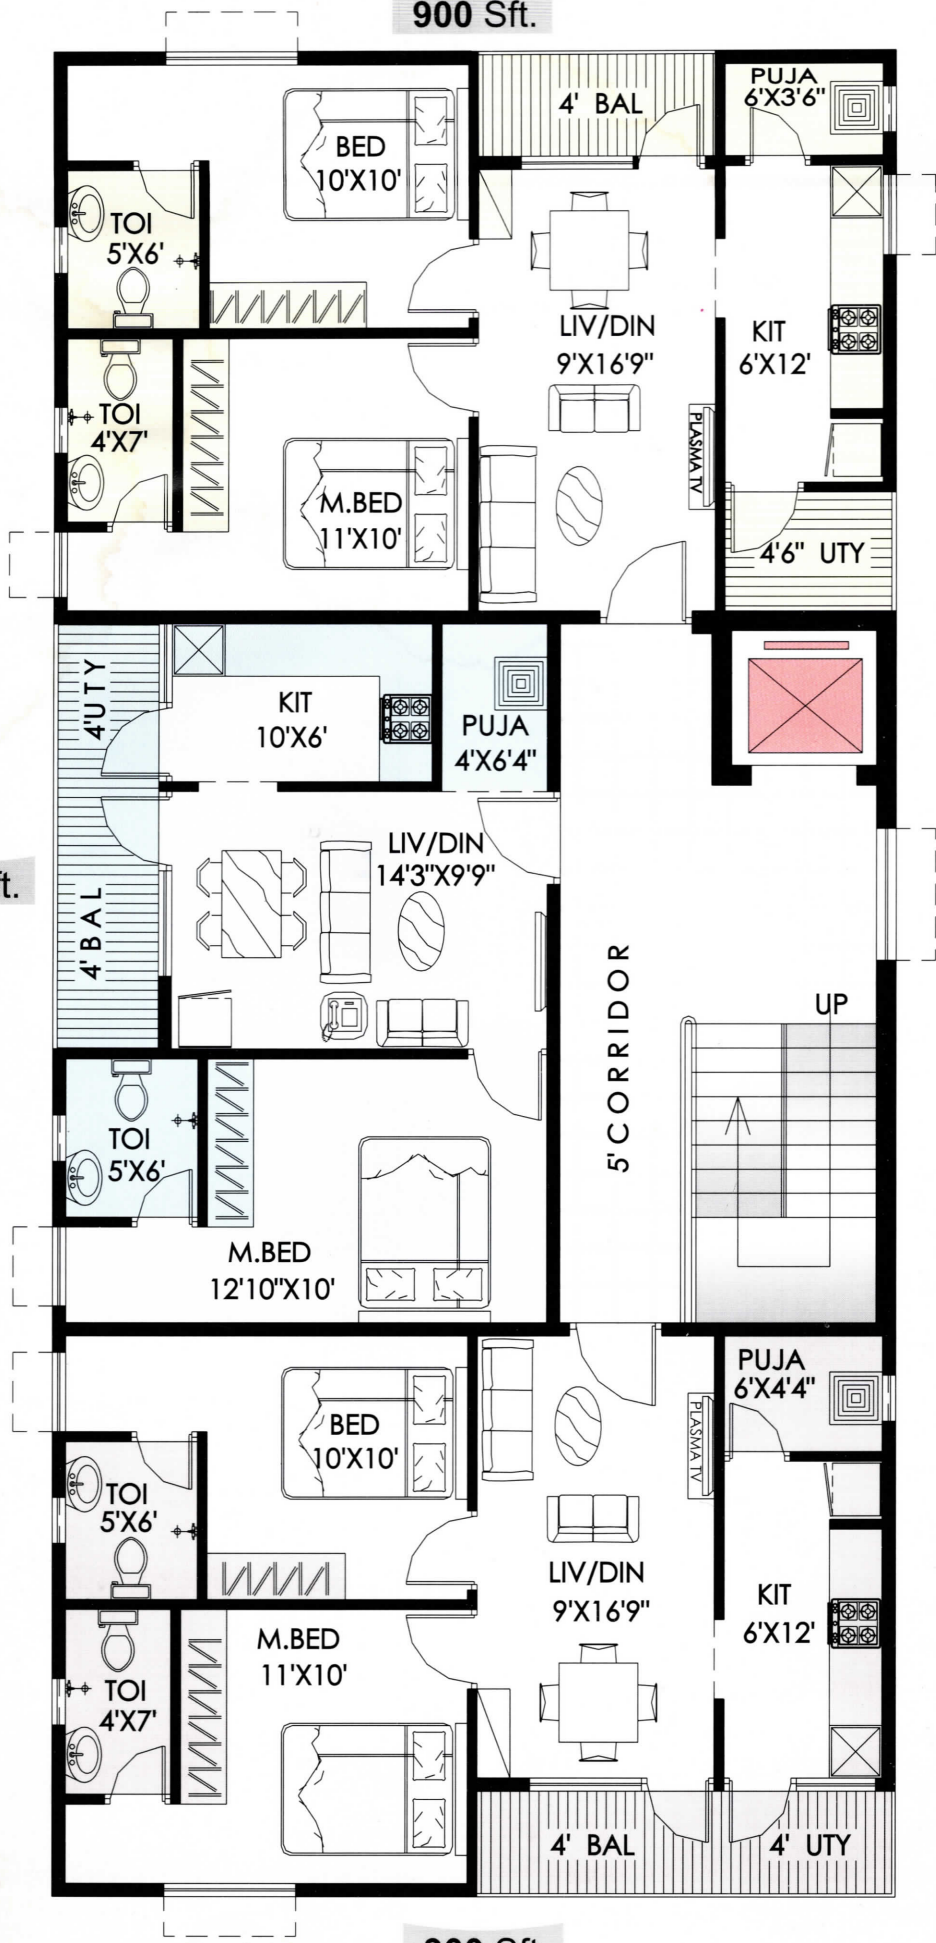 900 Sft.
4' BAL
PUJA
6'X3'6"
BED
10'X10'
TOI
5'X6'
LIV/DIN
9'X16'9"
KIT
6'X12'
TOI
4'X7'
PLASMA TV
M.BED
11'X10'
4'6" UTY
4'UTY
KIT
10'X6'
PUJA
4'X6'4"
LIV/DIN
14'3"X9'9"
4' BAL
5' CORRIDOR
UP
TOI
5'X6'
M.BED
12'10"X10'
PUJA
6'X4'4"
BED
10'X10'
PLASMA TV
TOI
5'X6'
LIV/DIN
9'X16'9"
KIT
6'X12'
M.BED
11'X10'
TOI
4'X7'
4' BAL
4' UTY